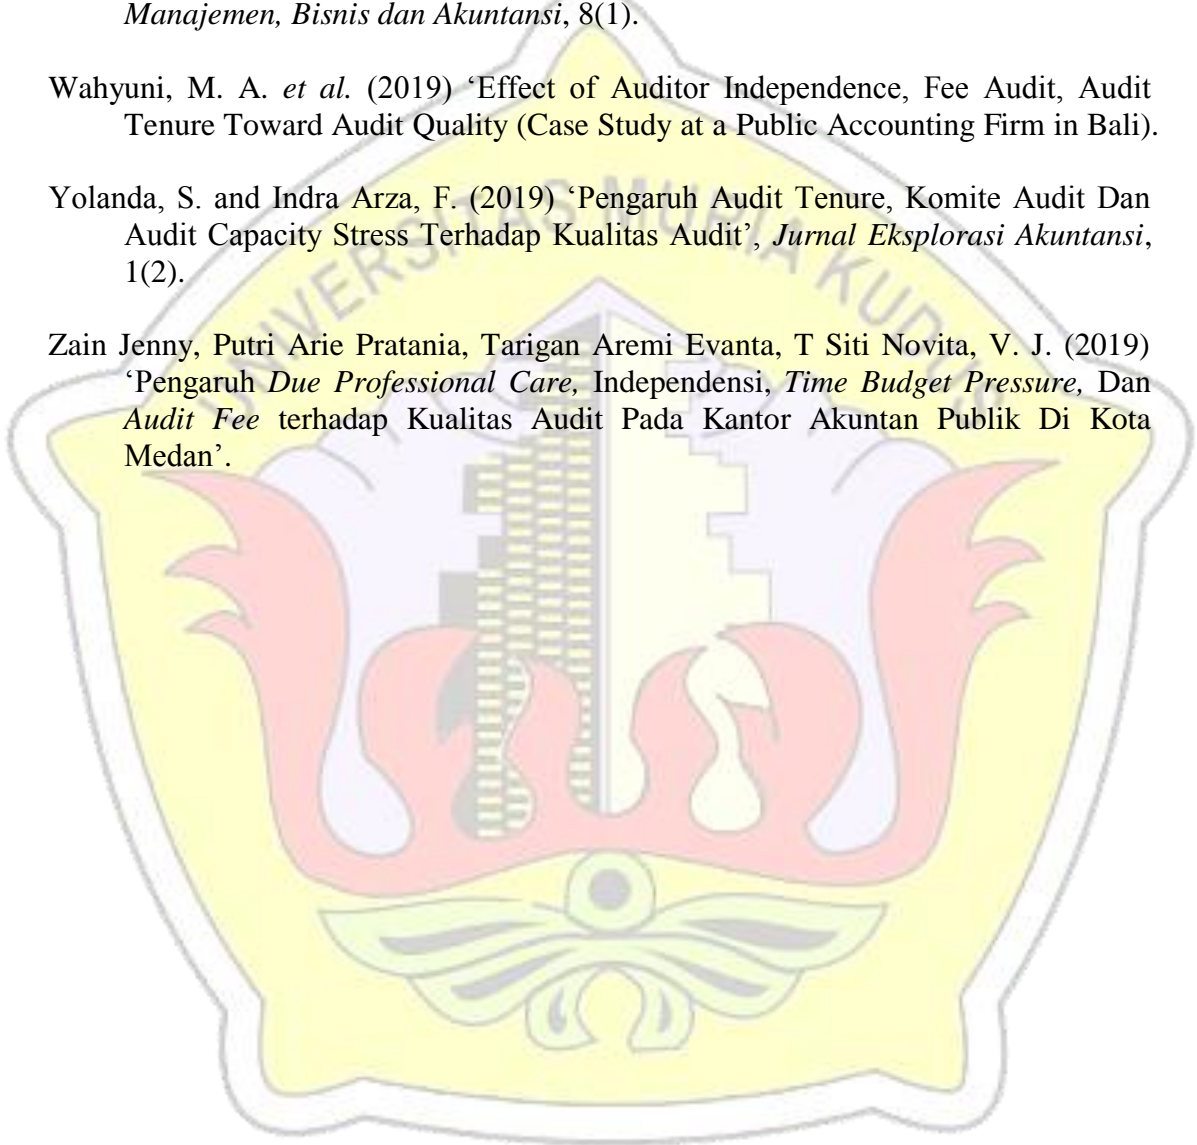 Manajemen, Bisnis dan Akuntansi, 8(1).
Wahyuni, M. A. et al. (2019) ‘Effect of Auditor Independence, Fee Audit, Audit
Tenure Toward Audit Quality (Case Study at a Public Accounting Firm in Bali).
Yolanda, S. and Indra Arza, F. (2019) ‘Pengaruh Audit Tenure, Komite Audit Dan
Audit Capacity Stress Terhadap Kualitas Audit’, Jurnal Eksplorasi Akuntansi,
1(2).
Zain Jenny, Putri Arie Pratania, Tarigan Aremi Evanta, T Siti Novita, V. J. (2019)
‘Pengaruh Due Professional Care, Independensi, Time Budget Pressure, Dan
Audit Fee terhadap Kualitas Audit Pada Kantor Akuntan Publik Di Kota
Medan’.
UNIVERSITAS MURIA KUDUS